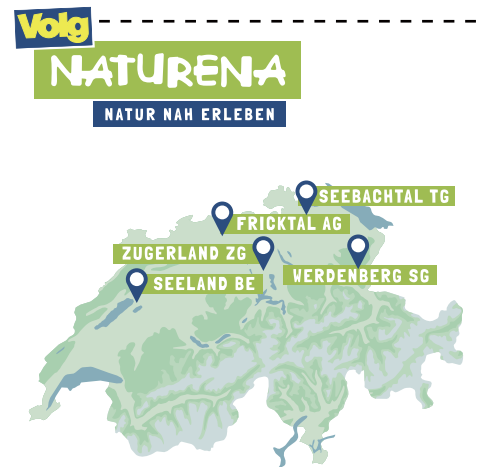 Volg
NATURENA
NATUR NAH ERLEBEN
SEEBACHTAL TG
FRICKTAL AG
ZUGERLAND ZG
WERDENBERG SG
SEELAND BE